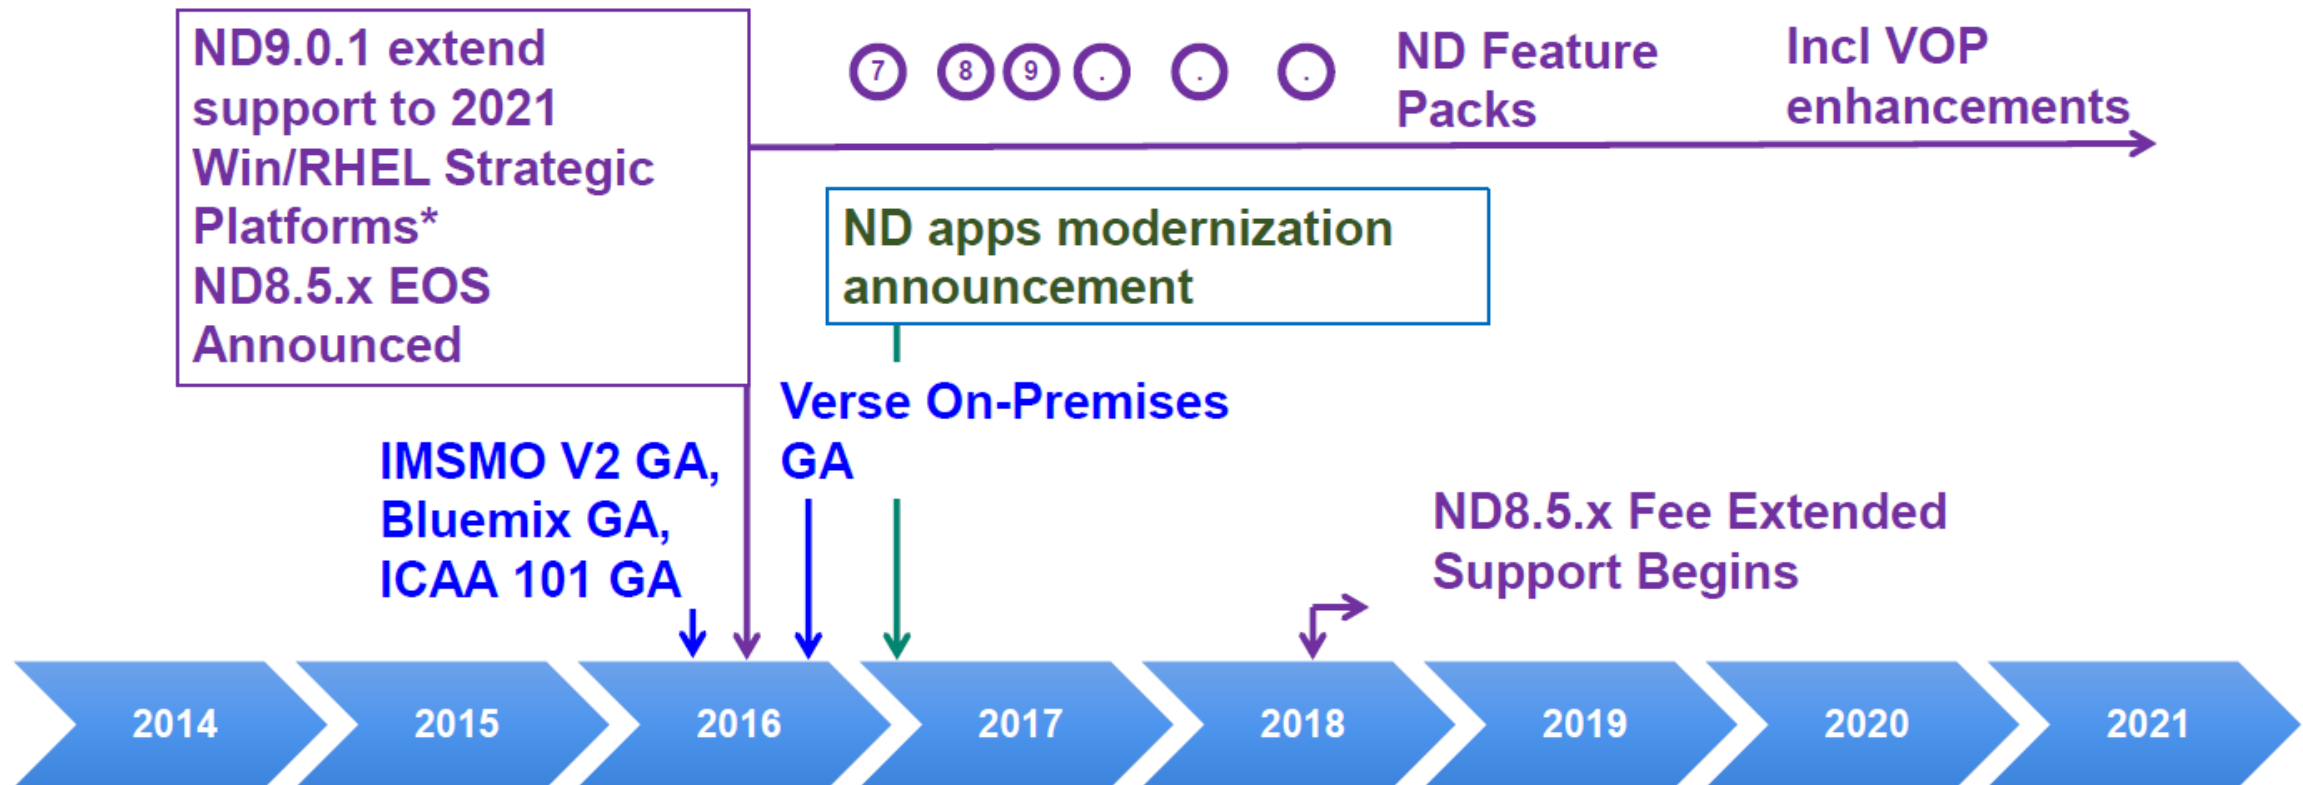 ND9.0.1 extend
support to 2021
Win/RHEL Strategic
Platforms*
ND8.5.x EOS
Announced
7 8 9 . . .
ND Feature
Packs
Incl VOP
enhancements
ND apps modernization
announcement
Verse On-Premises
GA
IMSMO V2 GA,
Bluemix GA,
ICAA 101 GA
ND8.5.x Fee Extended
Support Begins
2014 2015 2016 2017 2018 2019 2020 2021